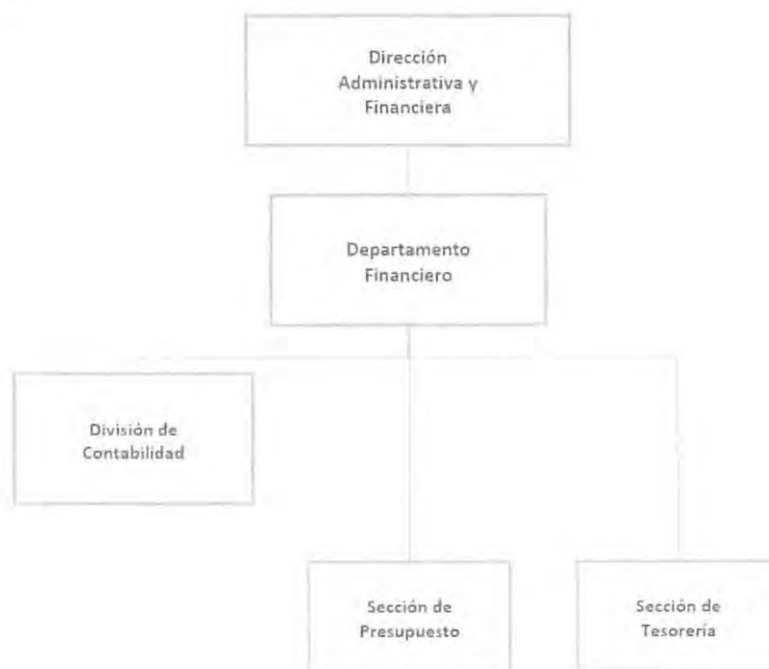 Dirección
Administrativa y
Financiera
Departamento
Financiero
División de
Contabilidad
Sección de
Presupuesto
Sección de
Tesorería